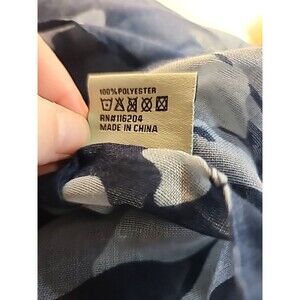 100% POLYESTER
RN#116204
MADE IN CHINA